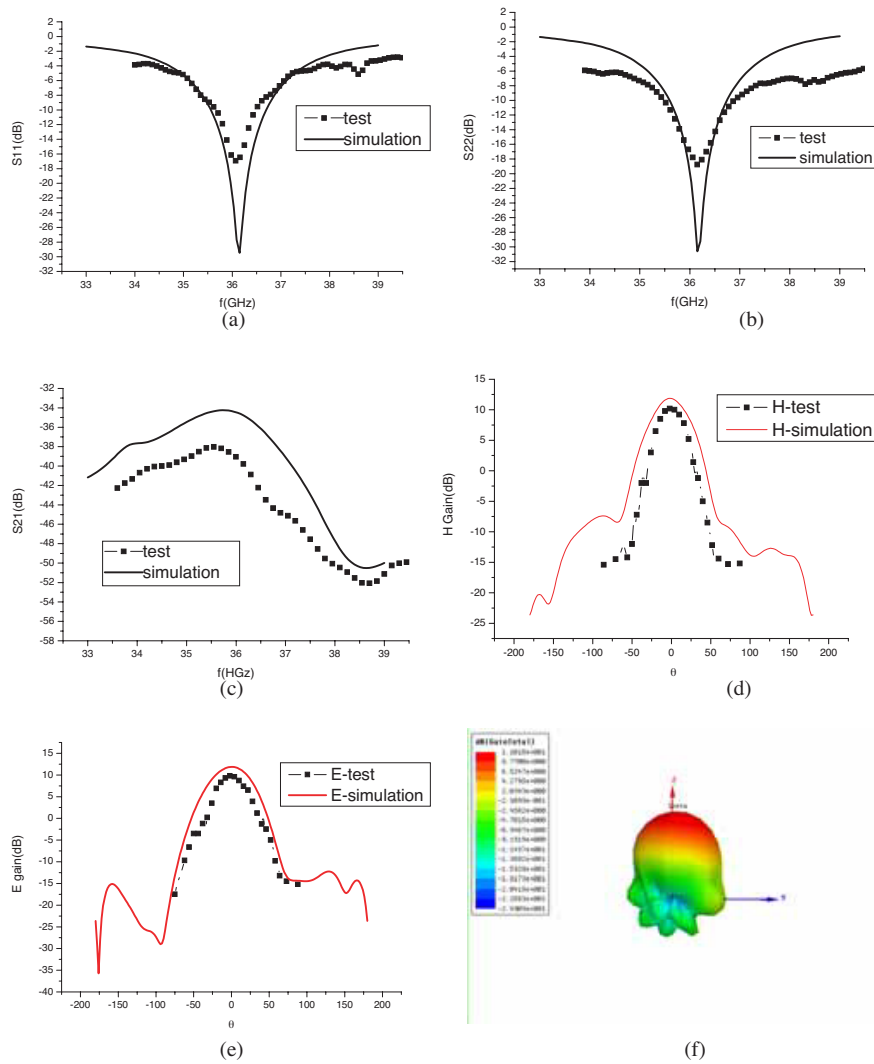 2
0
-2
-4
-6
-8
-10
-12
-14
-16
-18
-20
-22
-24
-26
-28
-30
-32
S11(dB)
test
simulation
33 34 35 36 37 38 39
f(GHz)
(a)
2
0
-2
-4
-6
-8
-10
-12
-14
-16
-18
-20
-22
-24
-26
-28
-30
-32
S22(dB)
test
simulation
33 34 35 36 37 38 39
f(GHz)
(b)
-32
-34
-36
-38
-40
-42
-44
-46
-48
-50
-52
-54
-56
-58
S21(dB)
test
simulation
33 34 35 36 37 38 39
f(HGz)
(c)
15
10
5
0
-5
-10
-15
-20
-25
H Gain(dB)
H-test
H-simulation
-200 -150 -100 -50 0 50 100 150 200
θ
(d)
15
10
5
0
-5
-10
-15
-20
-25
-30
-35
-40
E gain(dB)
E-test
E-simulation
-200 -150 -100 -50 0 50 100 150 200
θ
(e)
dB(GainTotal)
(f)